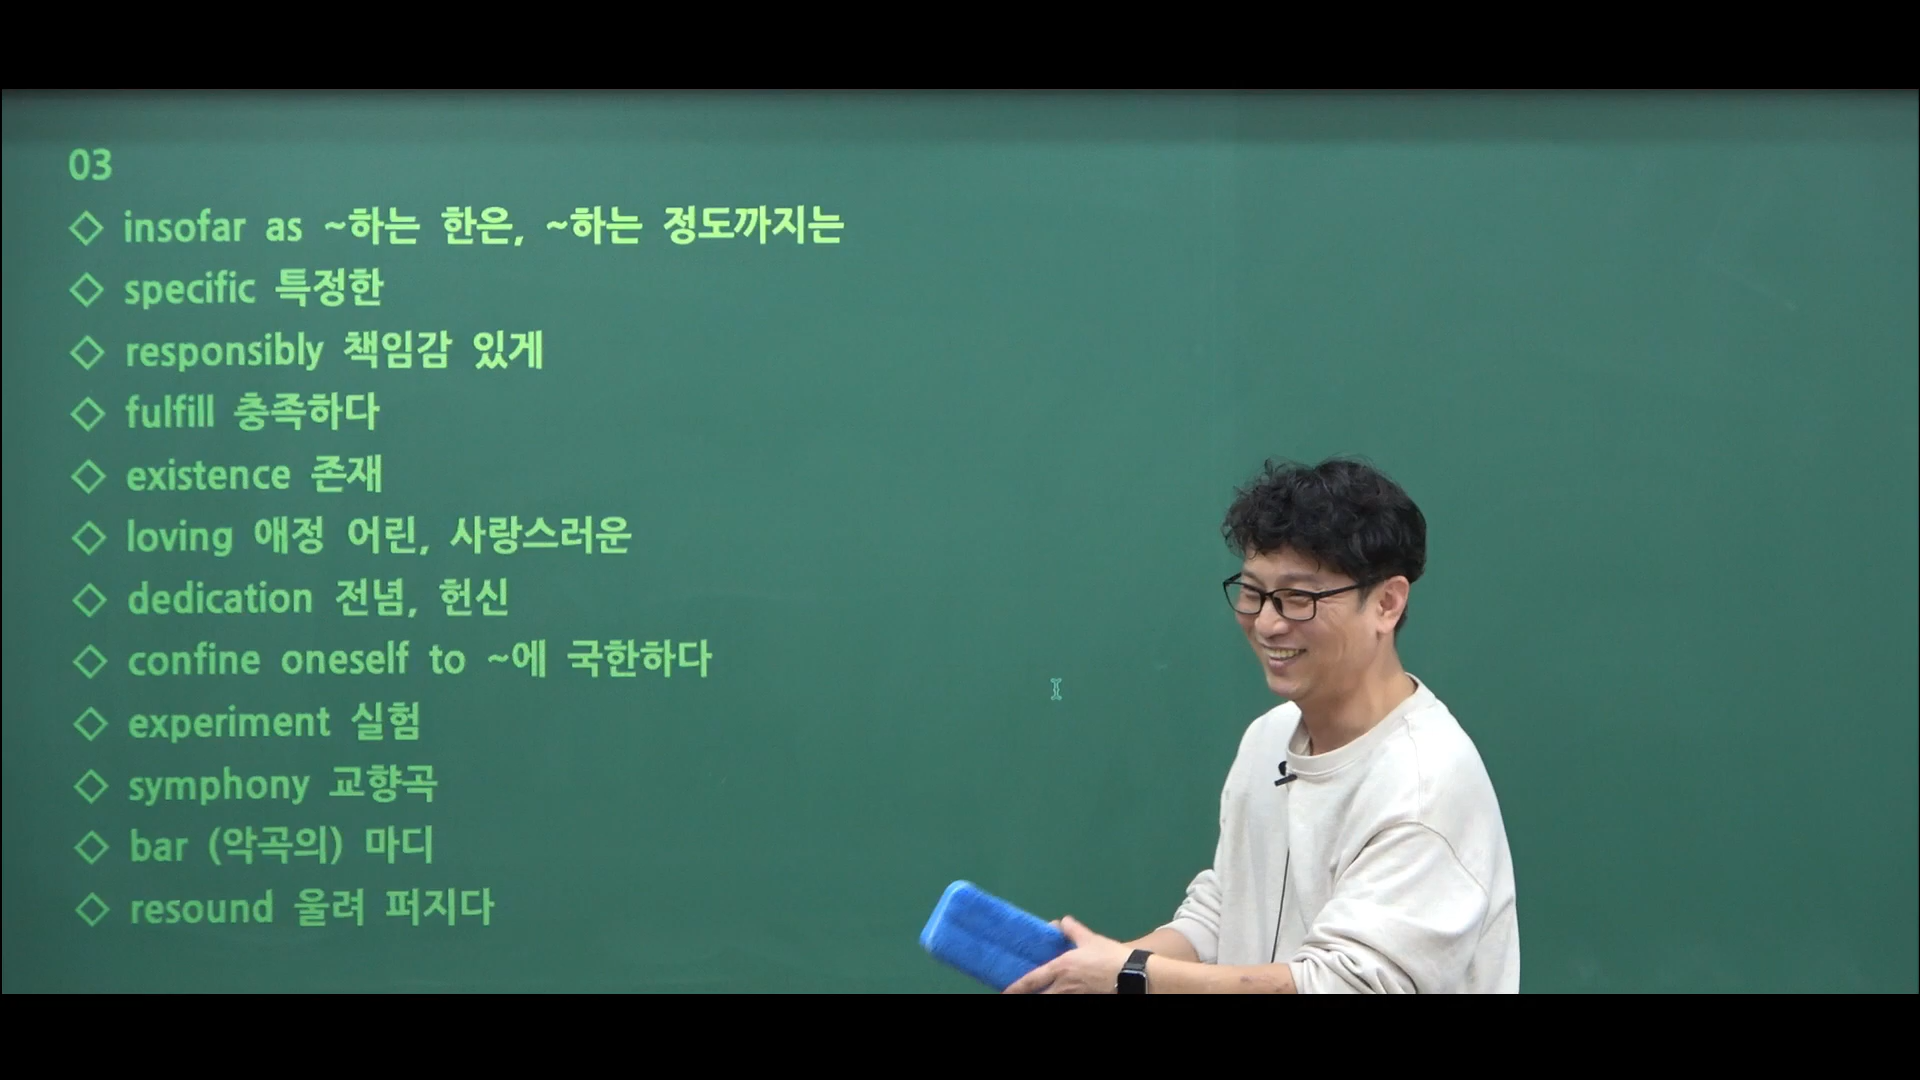 03
◇ insofar as ~하는 한은, ~하는 정도까지는
◇ specific 특정한
◇ responsibly 책임감 있게
◇ fulfill 충족하다
◇ existence 존재
◇ loving 애정 어린, 사랑스러운
◇ dedication 전념, 헌신
◇ confine oneself to ~에 국한하다
◇ experiment 실험
◇ symphony 교향곡
◇ bar (악곡의) 마디
◇ resound 울려 퍼지다